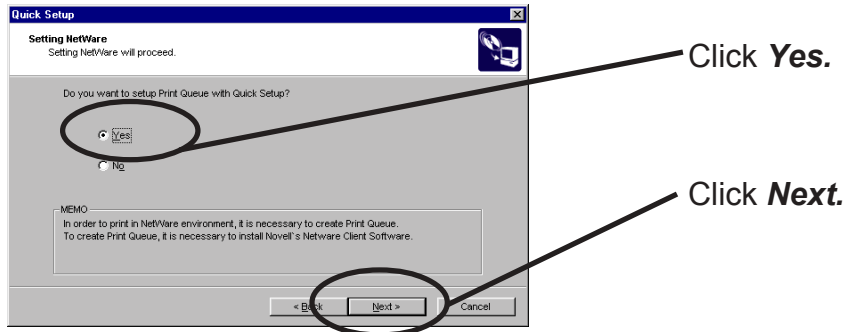 Quick Setup
Setting NetWare
Setting NetWare will proceed.
Click Yes.
Do you want to setup Print Queue with Quick Setup?
Yes
No
Click Next.
MEMO
In order to print in NetWare environment, it is necessary to create Print Queue.
To create Print Queue, it is necessary to install Novell`s Netware Client Software.
< Back
Next >
Cancel